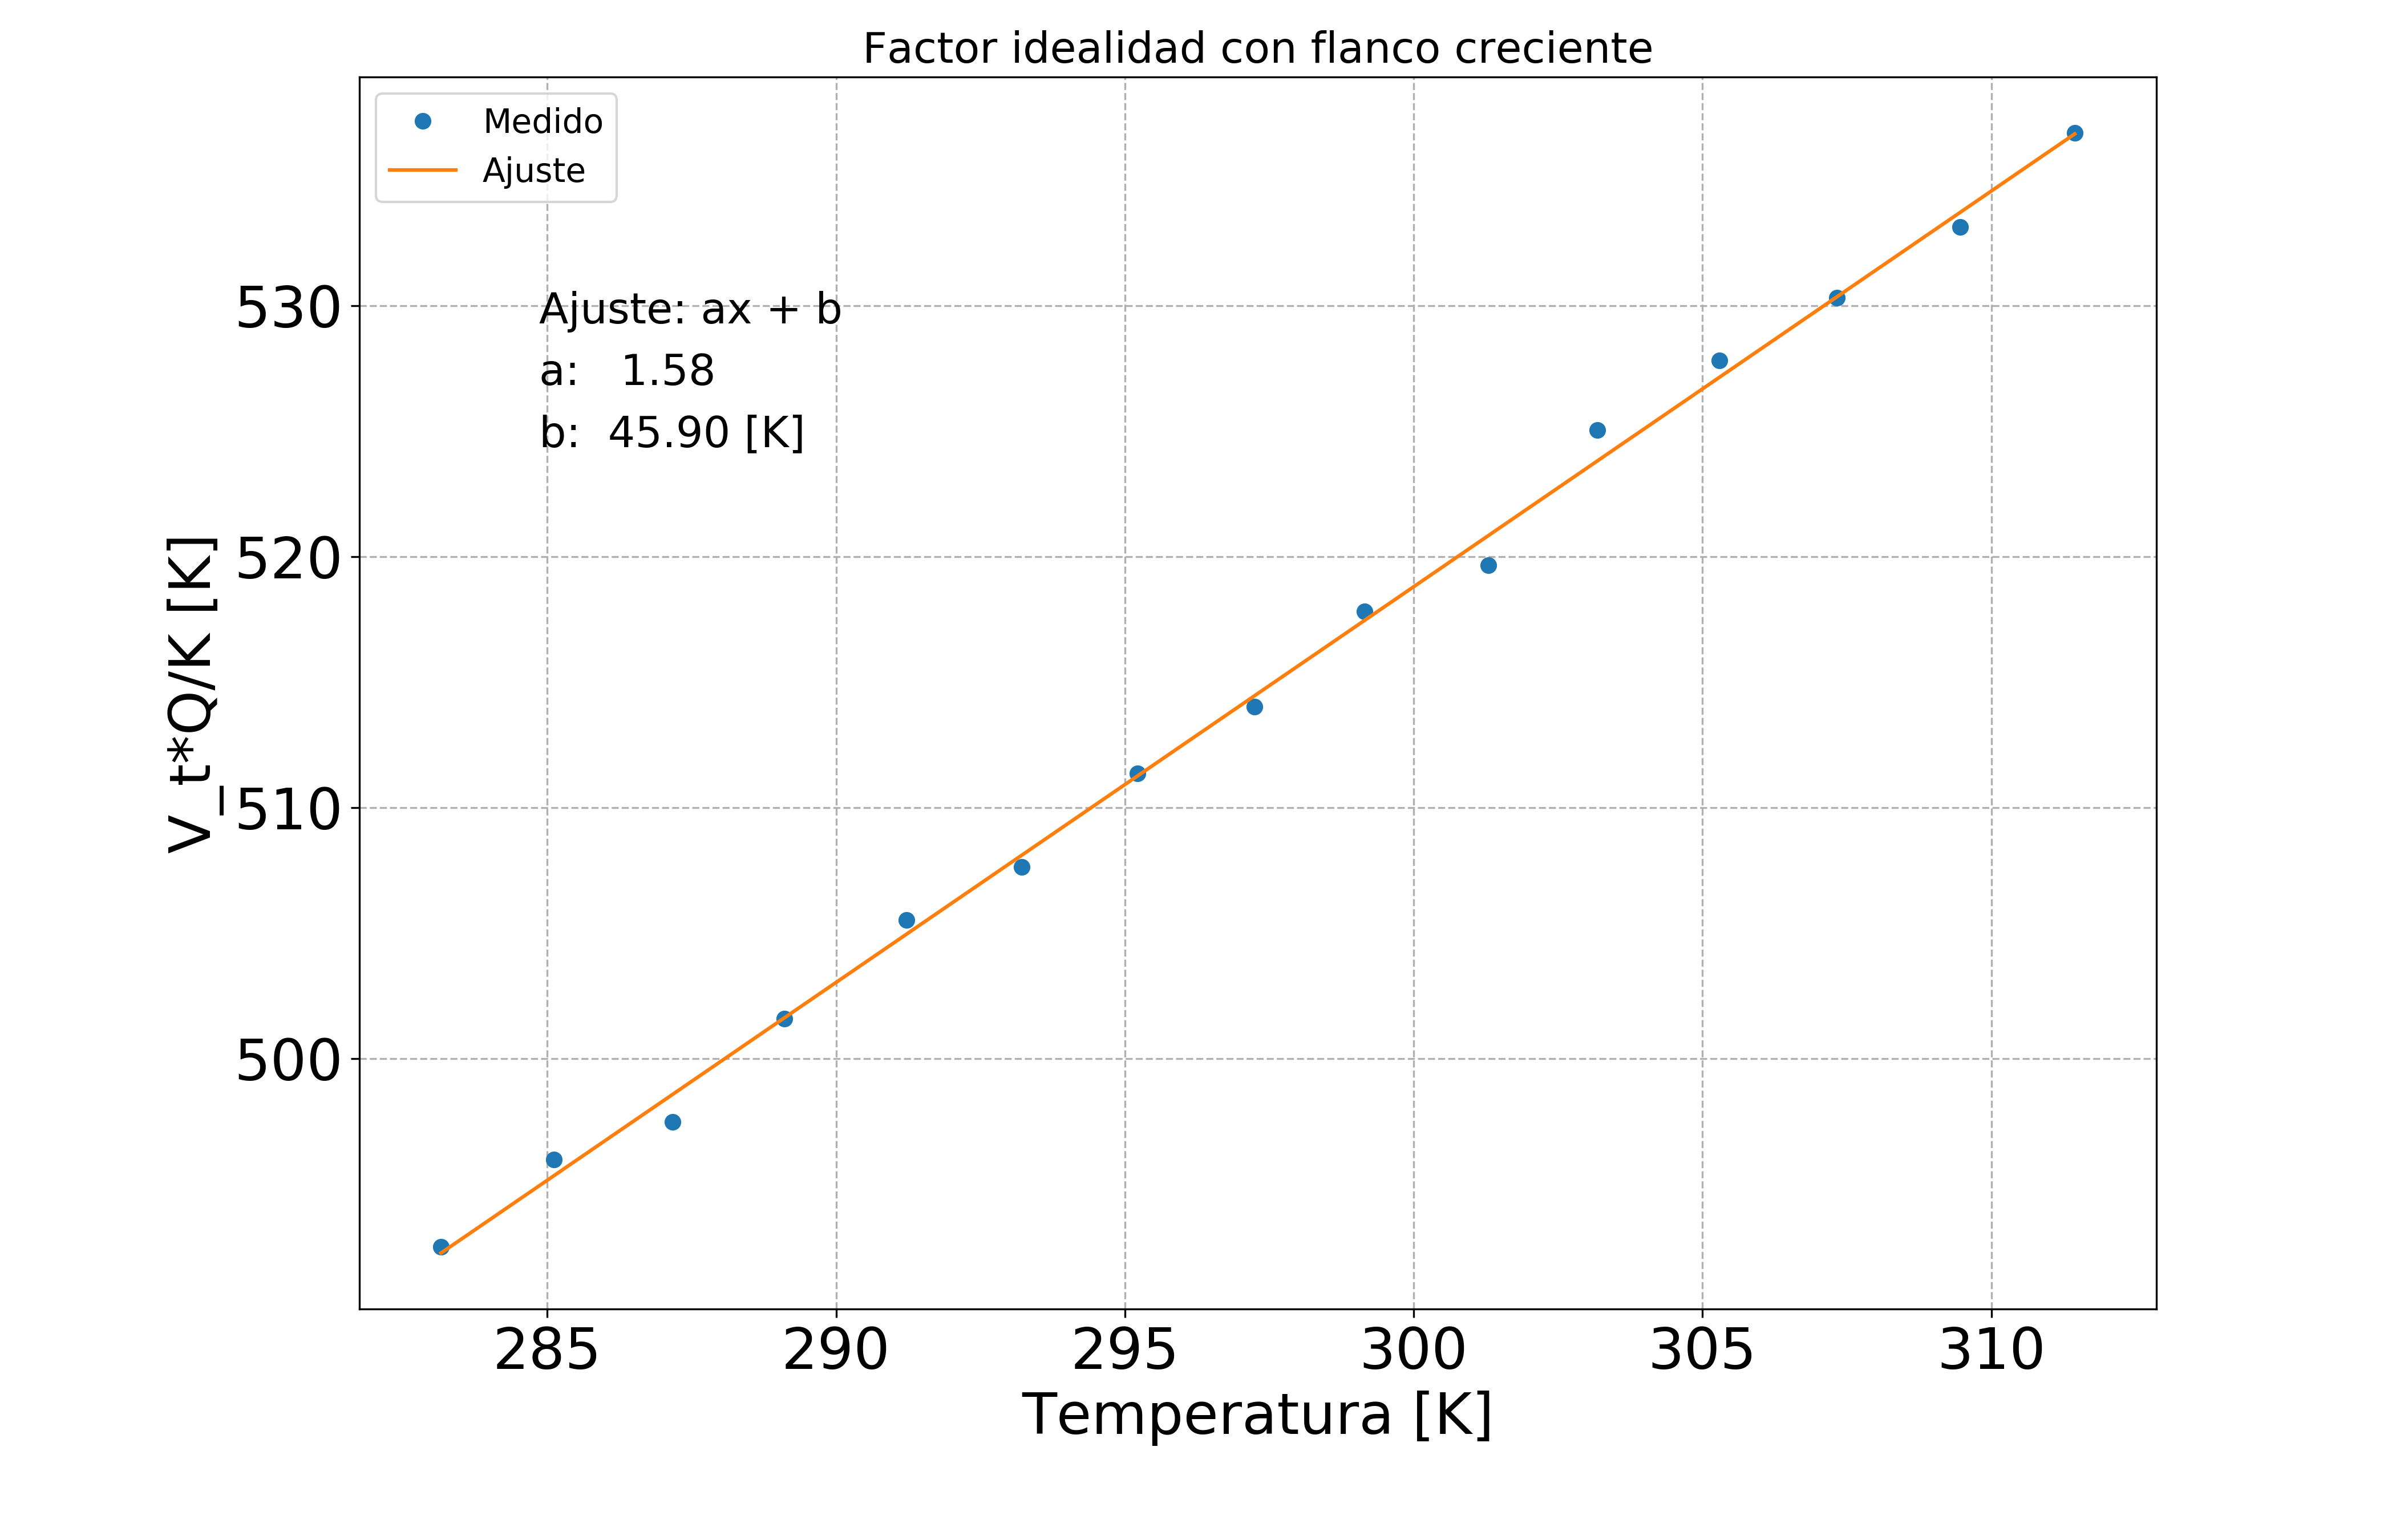 Factor idealidad con flanco creciente
Medido
Ajuste
Ajuste: ax + b
a: 1.58
b: 45.90 [K]
V_t*Q/K [K]
530
520
510
500
285 290 295 300 305 310
Temperatura [K]